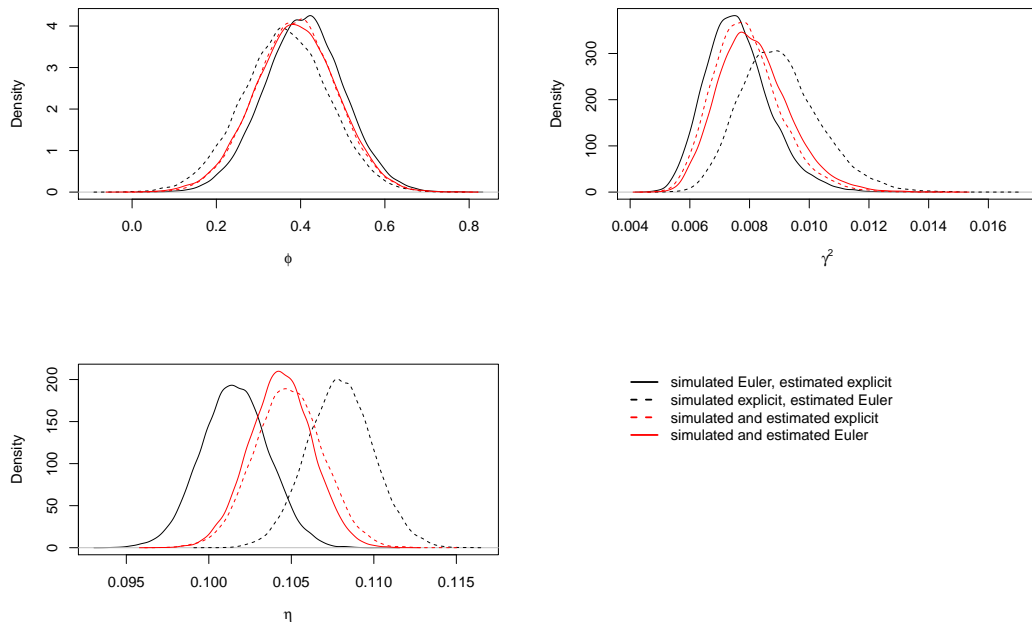 Density
0 1 2 3 4
0.0 0.2 0.4 0.6 0.8
ϕ
Density
0 100 200 300
0.004 0.006 0.008 0.010 0.012 0.014 0.016
γ²
Density
0 50 100 150 200
0.095 0.100 0.105 0.110 0.115
η
simulated Euler, estimated explicit
simulated explicit, estimated Euler
simulated and estimated explicit
simulated and estimated Euler